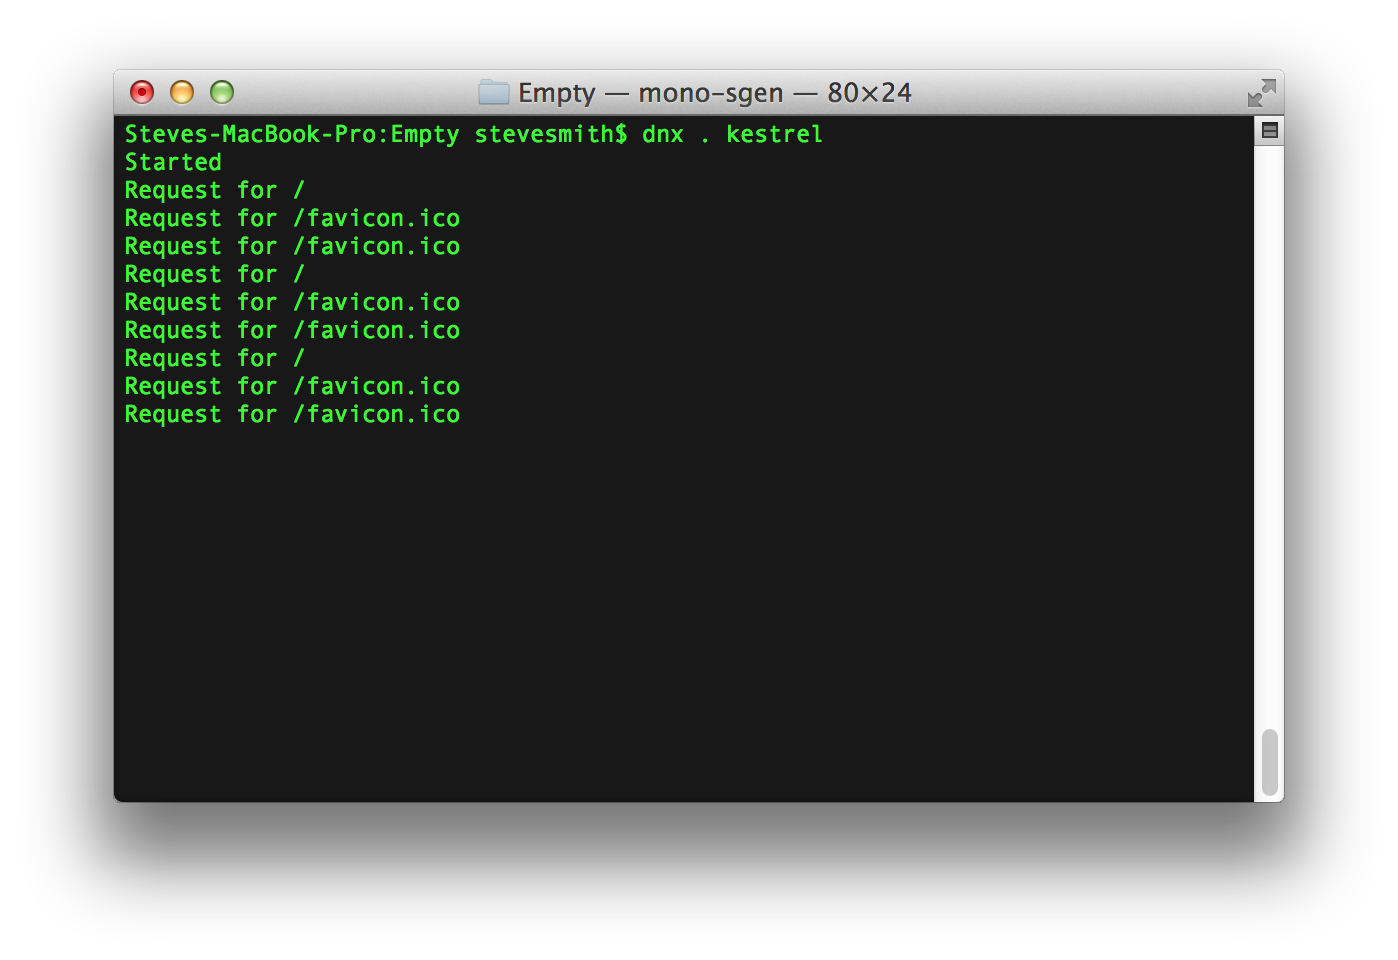 Empty — mono-sgen — 80×24
Steves-MacBook-Pro:Empty stevesmith$ dnx . kestrel
Started
Request for /
Request for /favicon.ico
Request for /favicon.ico
Request for /
Request for /favicon.ico
Request for /favicon.ico
Request for /
Request for /favicon.ico
Request for /favicon.ico